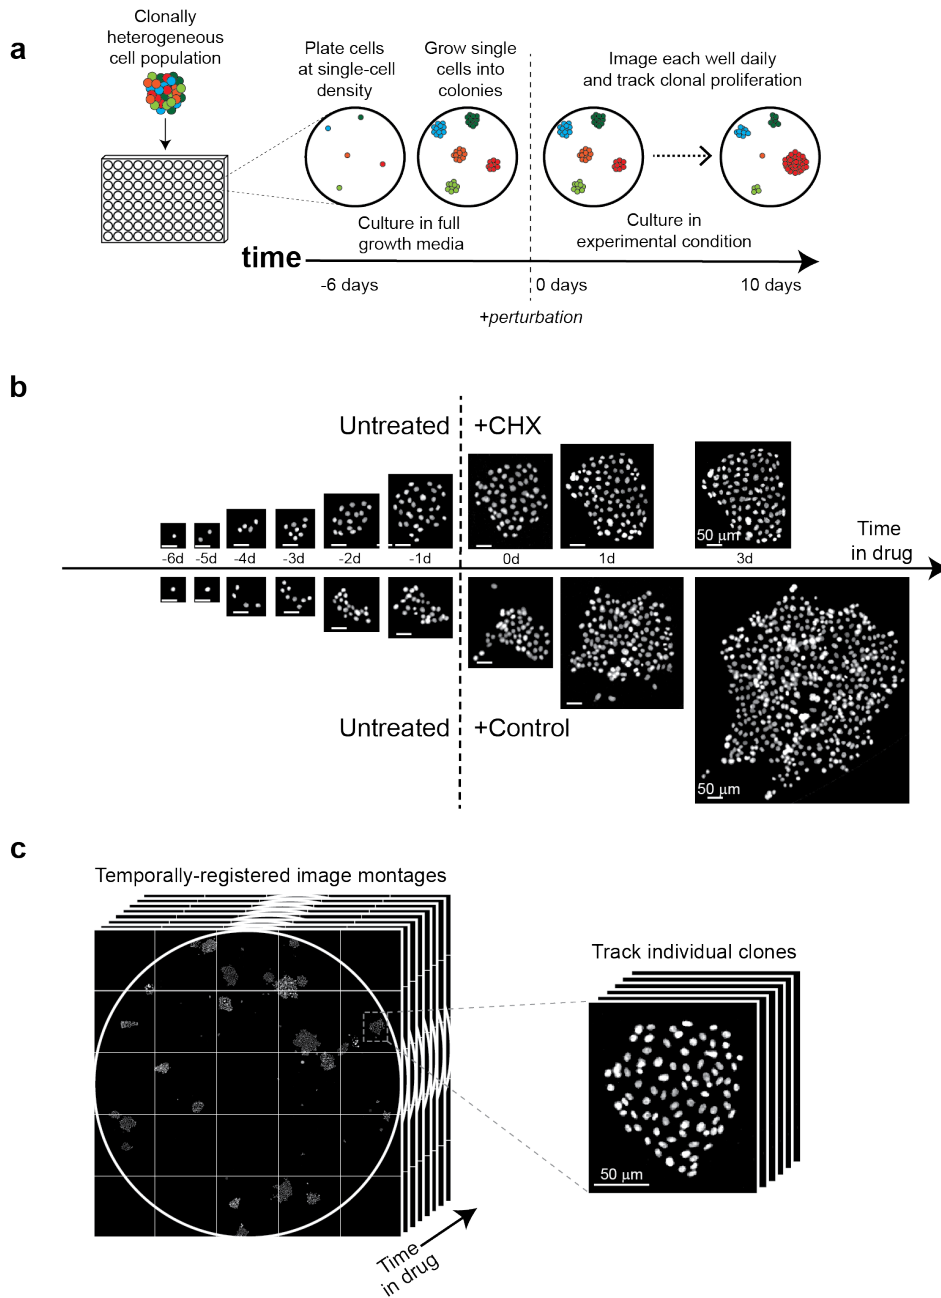 a
Clonally
heterogeneous
cell population
Plate cells
at single-cell
density
Grow single
cells into
colonies
Image each well daily
and track clonal proliferation
Culture in full
growth media
Culture in
experimental condition
time
-6 days
0 days
10 days
+perturbation
b
Untreated
+CHX
50 μm
Time
in drug
-6d
-5d
-4d
-3d
-2d
-1d
0d
1d
3d
Untreated
+Control
50 μm
c
Temporally-registered image montages
Track individual clones
50 μm
Time
in drug